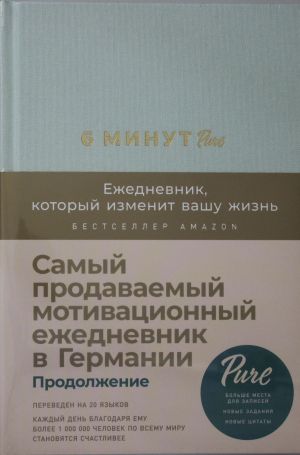 6 МИНУТ Pure
Ежедневник,
который изменит вашу жизнь
БЕСТСЕЛЛЕР AMAZON
Самый
продаваемый
мотивационный
ежедневник
в Германии
Продолжение
ПЕРЕВЕДЕН НА 20 ЯЗЫКОВ
КАЖДЫЙ ДЕНЬ БЛАГОДАРЯ ЕМУ
БОЛЕЕ 1 000 000 ЧЕЛОВЕК ПО ВСЕМУ МИРУ
СТАНОВЯТСЯ СЧАСТЛИВЕЕ
Pure
БОЛЬШЕ МЕСТА
ДЛЯ ЗАПИСЕЙ
НОВЫЕ ЗАДАНИЯ
НОВЫЕ ЦИТАТЫ